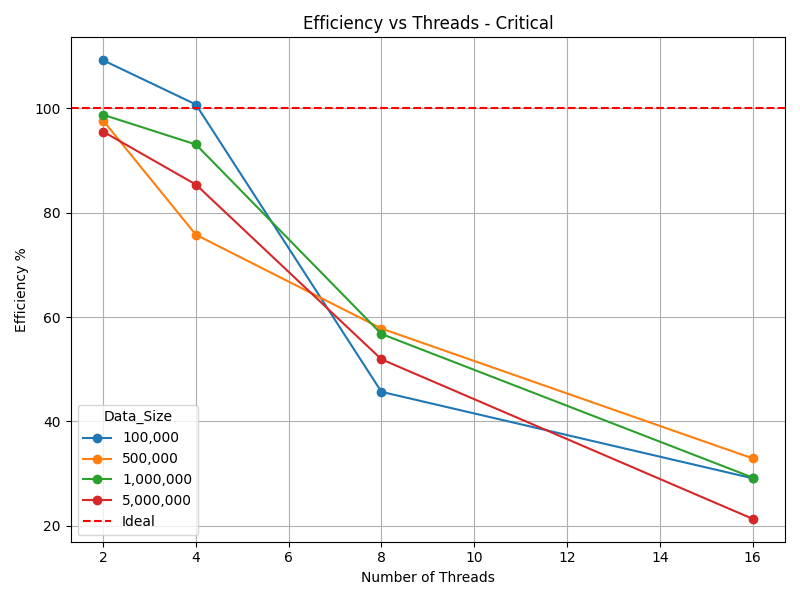 Efficiency vs Threads - Critical
Efficiency %
100
80
60
40
20
Data_Size
100,000
500,000
1,000,000
5,000,000
Ideal
2 4 6 8 10 12 14 16
Number of Threads